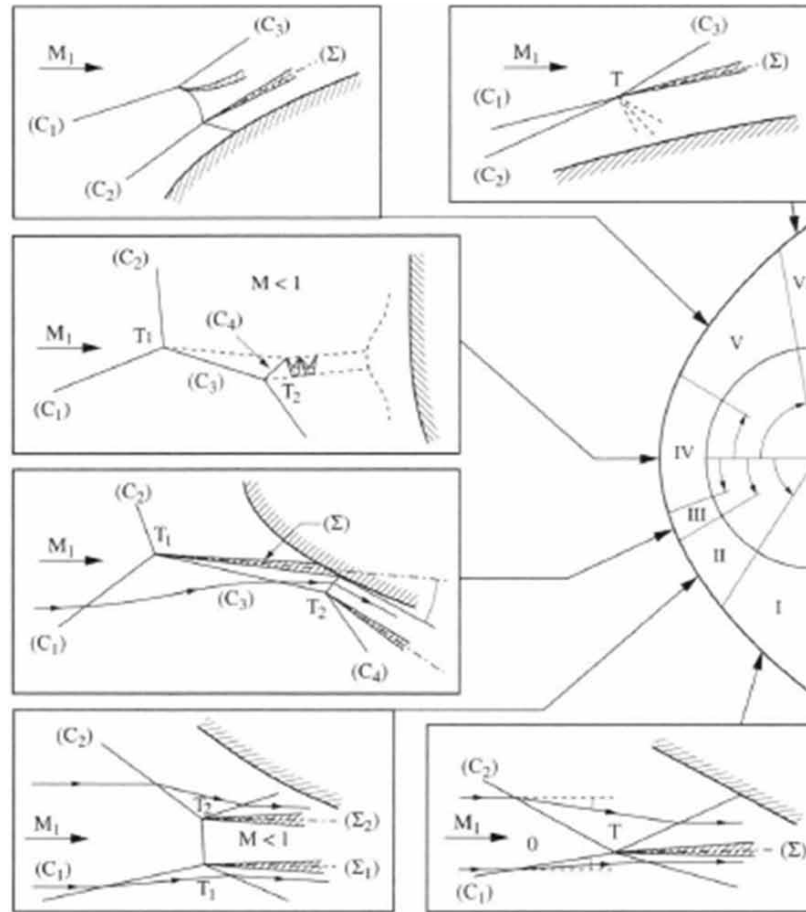 (C3)
M1
(Σ)
(C1)
(C2)
(C3)
M1
T
(Σ)
(C1)
(C2)
(C2)
M < 1
(C4)
M1
T1
(C3)
T2
(C1)
V
V
IV
III
II
I
(C2)
T1
(Σ)
M1
(C3)
T2
(C1)
(C4)
(C2)
T2
(Σ2)
M1
M < 1
(Σ1)
(C1)
T1
(C2)
M1
0
T
(Σ)
(C1)